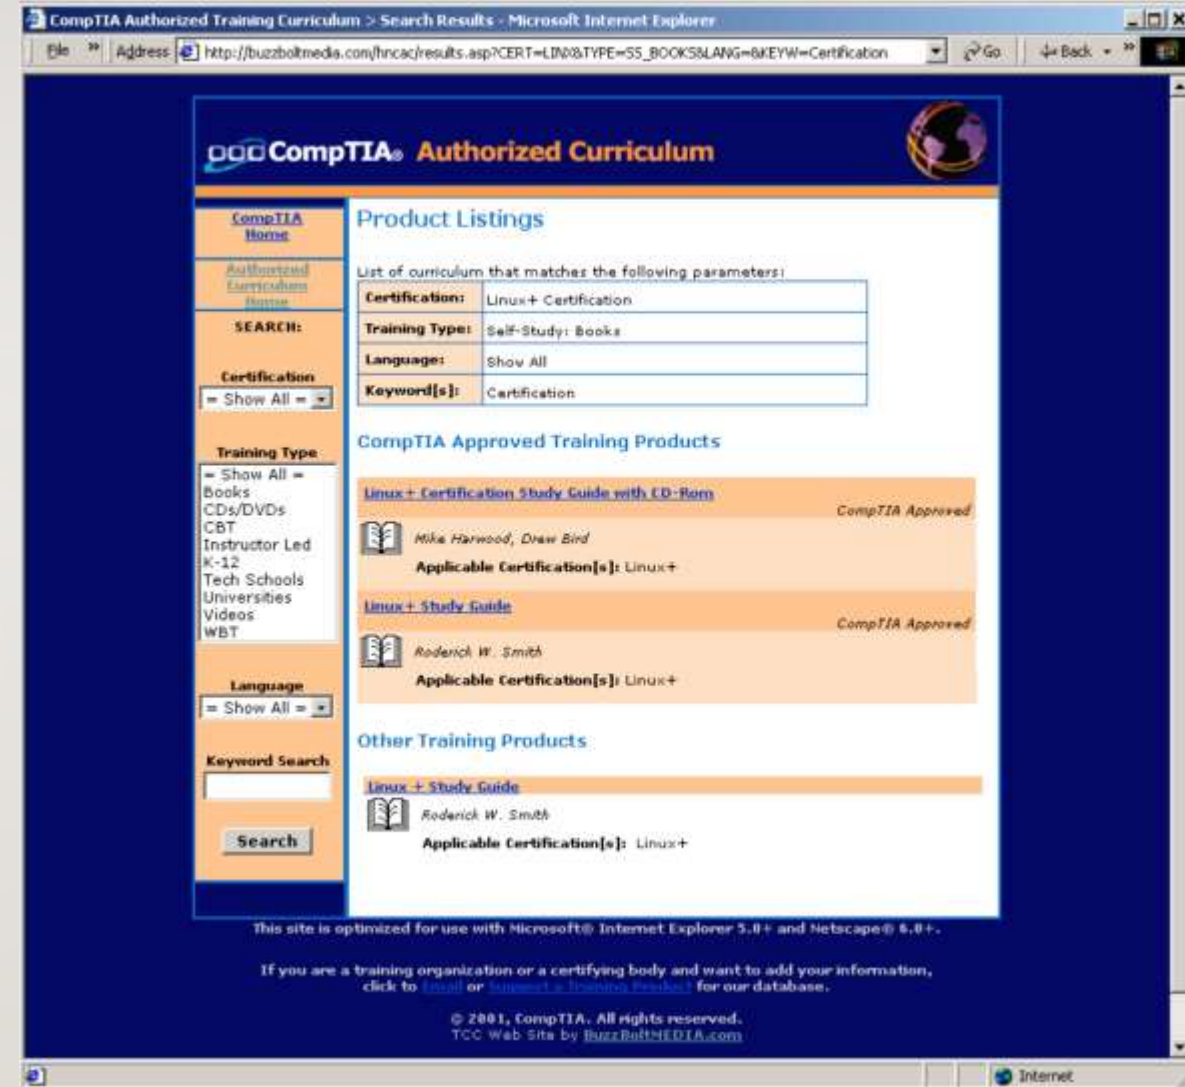 CompTIA Authorized Training Curriculum > Search Results - Microsoft Internet Explorer
File » Address http://buzzboltmedia.com/hncac/results.asp?CERT=LINX&TYPE=SS_BOOKS&LANG=&KEYW=Certification Go Back »
CompTIA® Authorized Curriculum
CompTIA
Home
Authorized
Curriculum
Home
SEARCH:
Certification
= Show All =
Training Type
= Show All =
Books
CDs/DVDs
CBT
Instructor Led
K-12
Tech Schools
Universities
Videos
WBT
Language
= Show All =
Keyword Search
Search
Product Listings
List of curriculum that matches the following parameters:
Certification: Linux+ Certification
Training Type: Self-Study: Books
Language: Show All
Keyword[s]: Certification
CompTIA Approved Training Products
Linux+ Certification Study Guide with CD-Rom
CompTIA Approved
Mike Harwood, Drew Bird
Applicable Certification[s]: Linux+
Linux+ Study Guide
CompTIA Approved
Roderick W. Smith
Applicable Certification[s]: Linux+
Other Training Products
Linux + Study Guide
Roderick W. Smith
Applicable Certification[s]: Linux+
This site is optimized for use with Microsoft® Internet Explorer 5.0+ and Netscape® 6.0+.
If you are a training organization or a certifying body and want to add your information,
click to Email or Suggest a Training Product for our database.
© 2001, CompTIA. All rights reserved.
TCC Web Site by BuzzBoltMEDIA.com
Internet